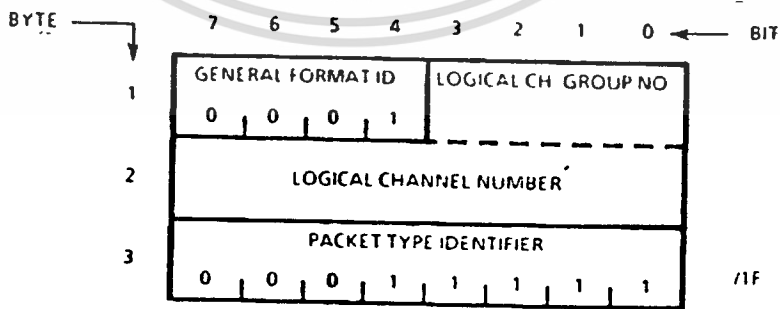 BYTE 7 6 5 4 3 2 1 0 BIT
1 GENERAL FORMAT ID LOGICAL CH GROUP NO
0 0 0 1
2 LOGICAL CHANNEL NUMBER
3 PACKET TYPE IDENTIFIER
0 0 0 1 1 1 1 1 /1F